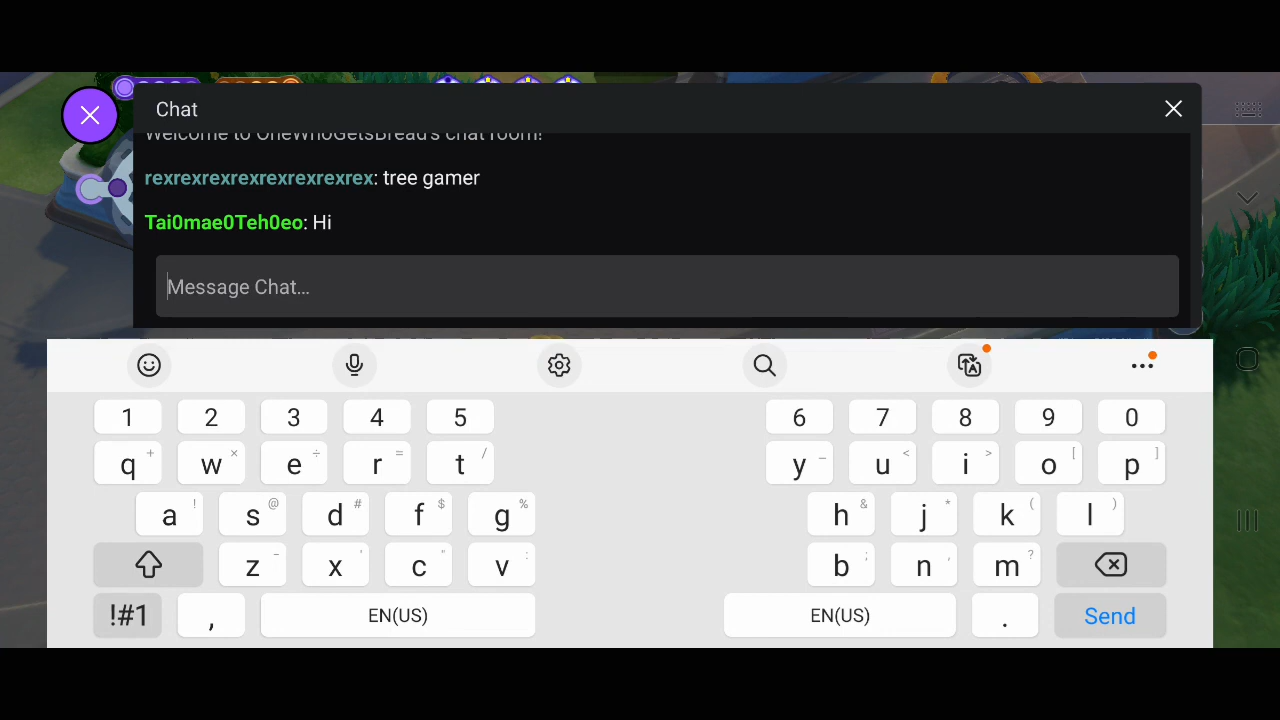 Chat
Welcome to OneWhoGetsBread's chat room!
rexrexrexrexrexrexrexrex: tree gamer
Tai0mae0Teh0eo: Hi
Message Chat...
1 2 3 4 5 6 7 8 9 0
q + w × e ÷ r = t / y _ u < i > o [ p ]
a ! s @ d # f $ g % h & j * k ( l )
z - x ' c " v : b ; n , m ?
!#1 , EN(US) EN(US) . Send